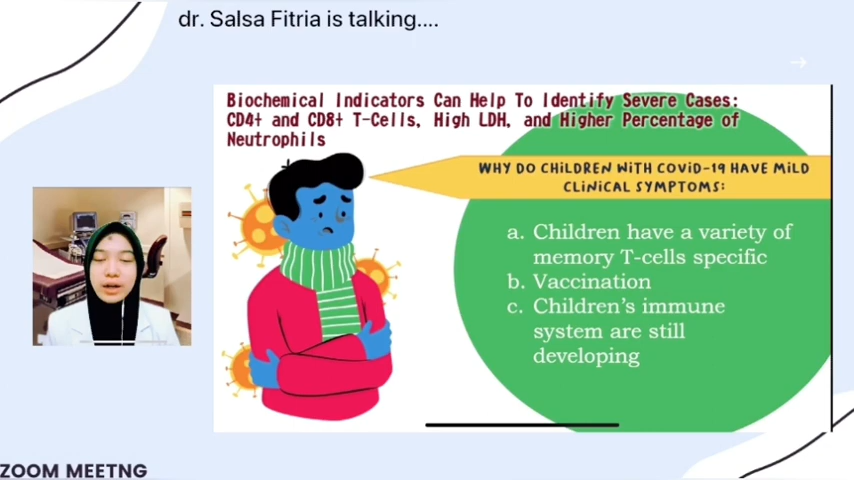 dr. Salsa Fitria is talking....
Biochemical Indicators Can Help To Identify Severe Cases:
CD4+ and CD8+ T-Cells, High LDH, and Higher Percentage of
Neutrophils
WHY DO CHILDREN WITH COVID-19 HAVE MILD
CLINICAL SYMPTOMS:
a. Children have a variety of
memory T-cells specific
b. Vaccination
c. Children's immune
system are still
developing
ZOOM MEETNG